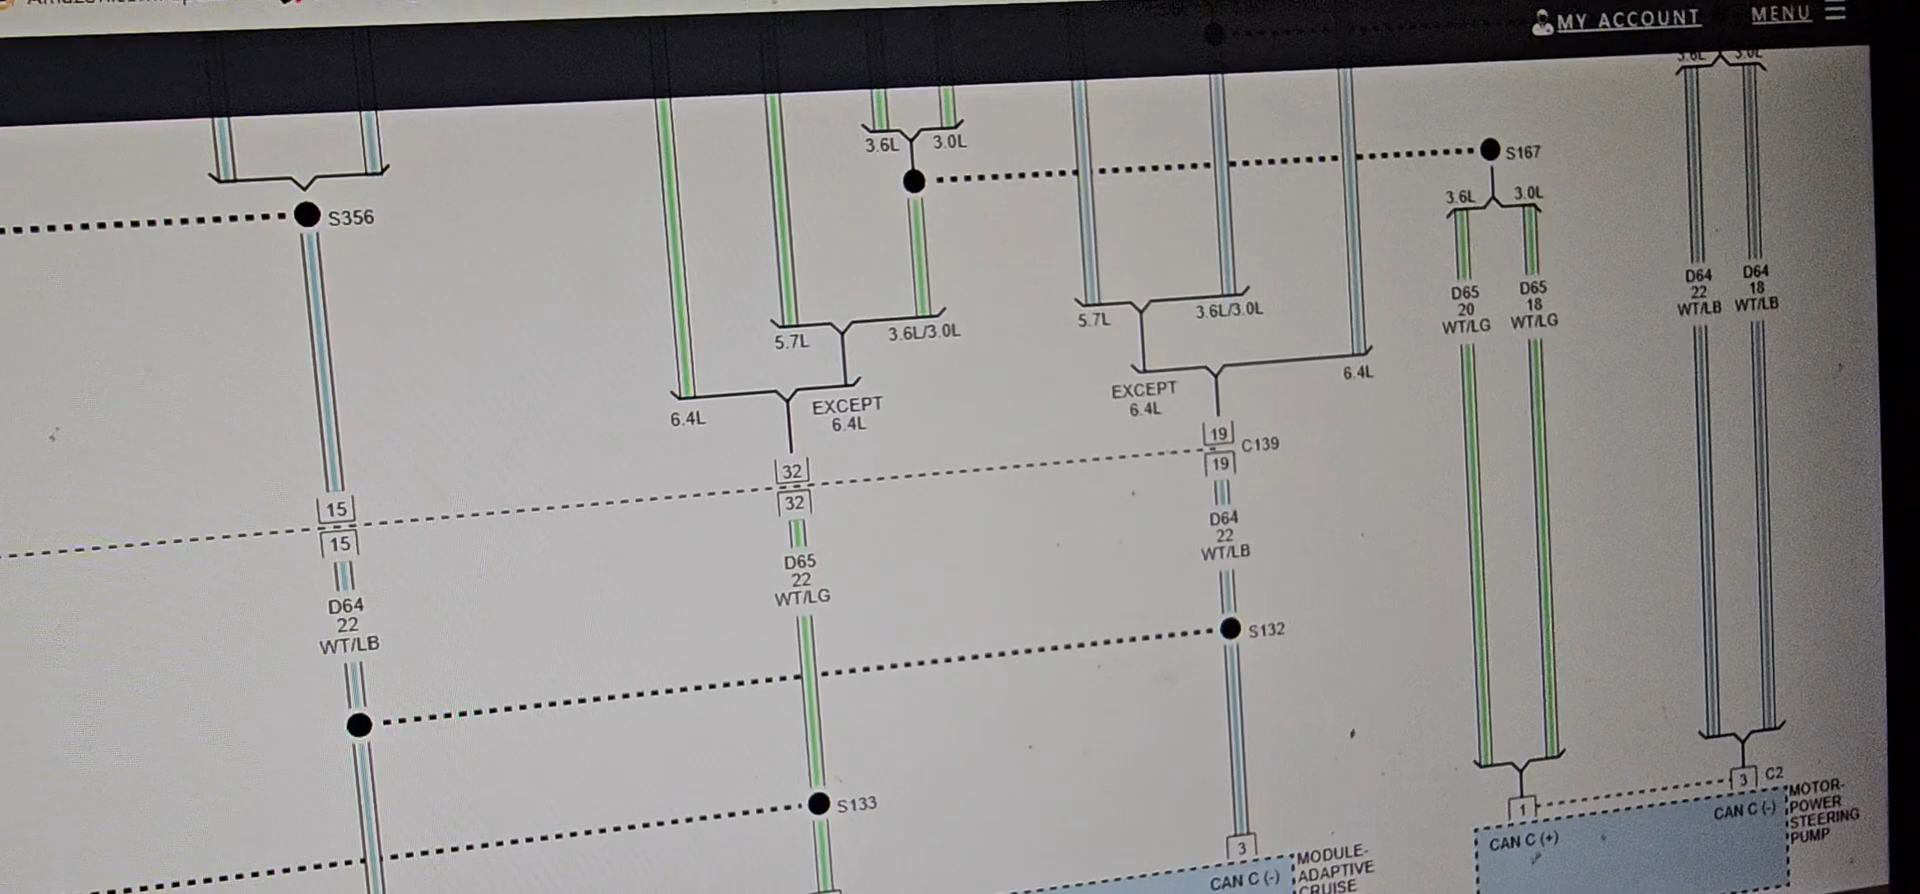 MY ACCOUNT
MENU
3.6L 3.0L
3.6L 3.0L
S167
3.6L 3.0L
S356
D64
22
WT/LB
D64
18
WT/LB
D65
20
WT/LG
D65
18
WT/LG
5.7L
3.6L/3.0L
5.7L
3.6L/3.0L
6.4L
EXCEPT
6.4L
EXCEPT
6.4L
6.4L
19
C139
19
32
32
15
15
D64
22
WT/LB
D65
22
WT/LG
D64
22
WT/LB
S132
S133
3
C2
1
MOTOR-
POWER
STEERING
PUMP
CAN C (-)
CAN C (+)
3
MODULE-
ADAPTIVE
CRUISE
CAN C (-)